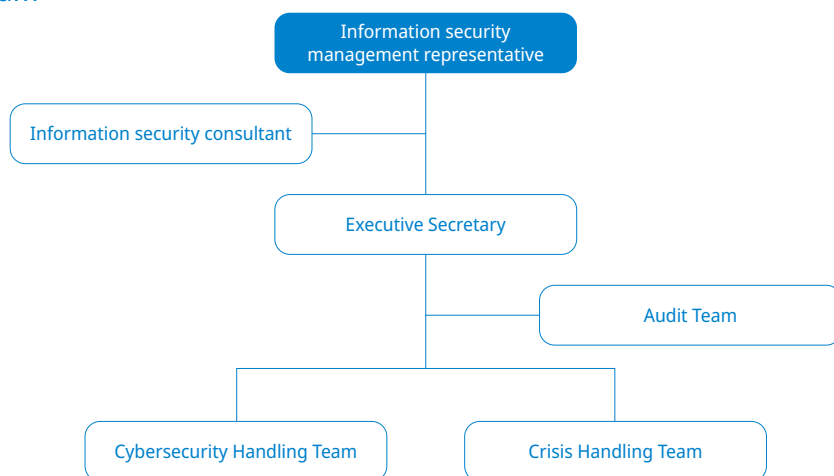 Information security
management representative
Information security consultant
Executive Secretary
Audit Team
Cybersecurity Handling Team
Crisis Handling Team